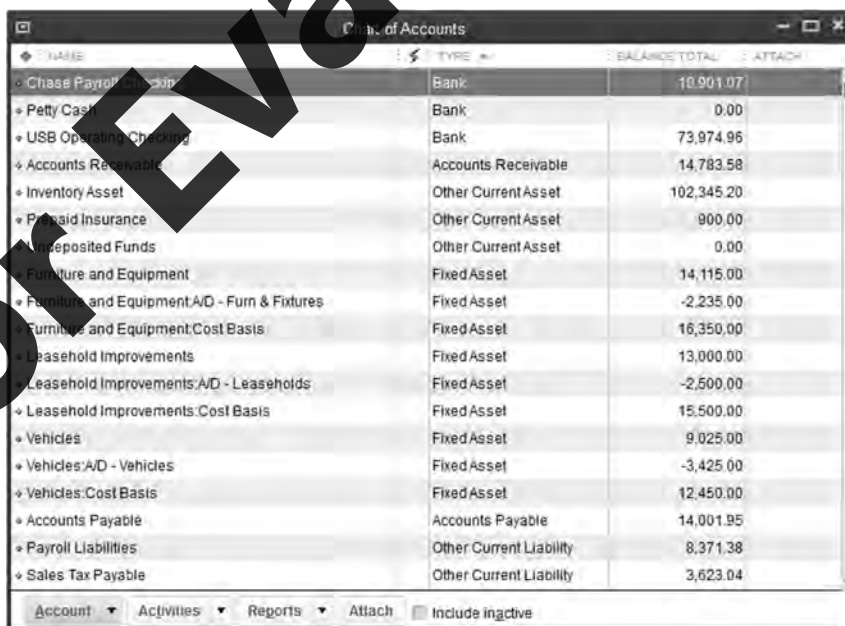 Chart of Accounts
NAME TYPE BALANCE TOTAL ATTACH
Chase Payroll Checking Bank 10,901.07
Petty Cash Bank 0.00
USB Operating Checking Bank 73,974.96
Accounts Receivable Accounts Receivable 14,783.58
Inventory Asset Other Current Asset 102,345.20
Prepaid Insurance Other Current Asset 900.00
Undeposited Funds Other Current Asset 0.00
Furniture and Equipment Fixed Asset 14,115.00
Furniture and Equipment:A/D - Furn & Fixtures Fixed Asset -2,235.00
Furniture and Equipment:Cost Basis Fixed Asset 16,350.00
Leasehold Improvements Fixed Asset 13,000.00
Leasehold Improvements:A/D - Leaseholds Fixed Asset -2,500.00
Leasehold Improvements:Cost Basis Fixed Asset 15,500.00
Vehicles Fixed Asset 9,025.00
Vehicles:A/D - Vehicles Fixed Asset -3,425.00
Vehicles:Cost Basis Fixed Asset 12,450.00
Accounts Payable Accounts Payable 14,001.95
Payroll Liabilities Other Current Liability 8,371.38
Sales Tax Payable Other Current Liability 3,623.04
Account Activities Reports Attach Include inactive
or Eva